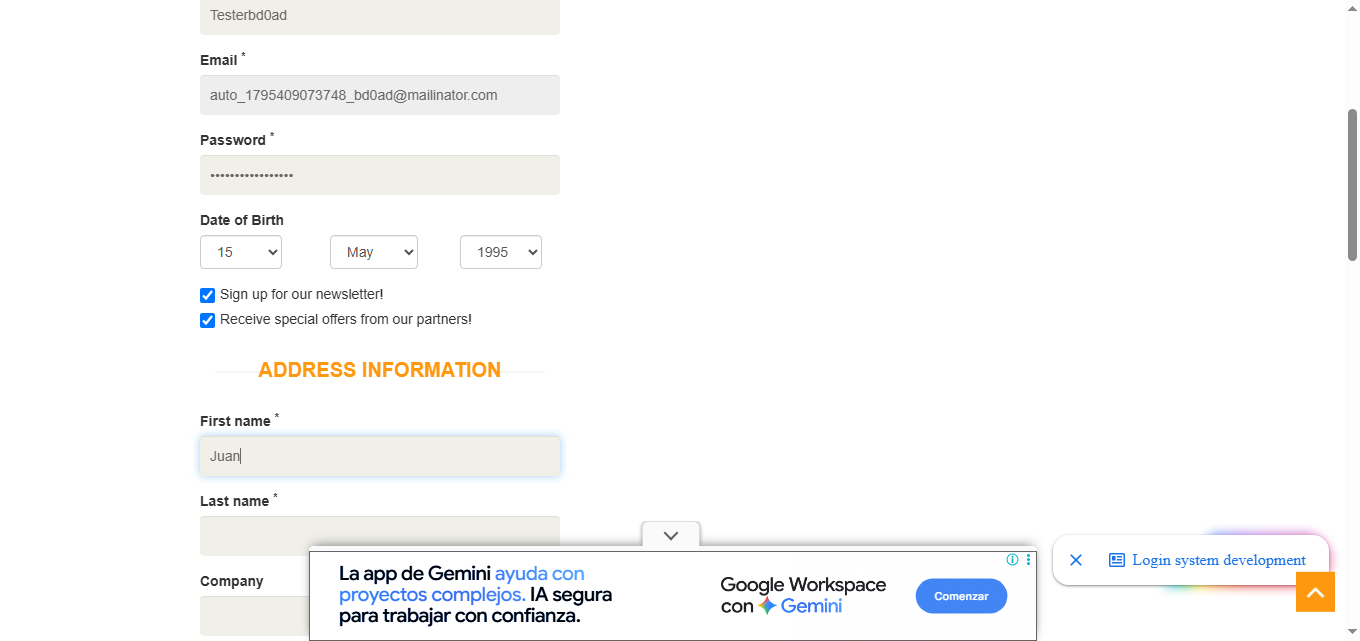 Testerbd0ad
Email *
auto_1795409073748_bd0ad@mailinator.com
Password *
•••••••••••••••••
Date of Birth
15 May 1995
Sign up for our newsletter!
Receive special offers from our partners!
ADDRESS INFORMATION
First name *
Juan
Last name *
Company
La app de Gemini ayuda con
proyectos complejos. IA segura
para trabajar con confianza.
Google Workspace
con Gemini
Comenzar
Login system development